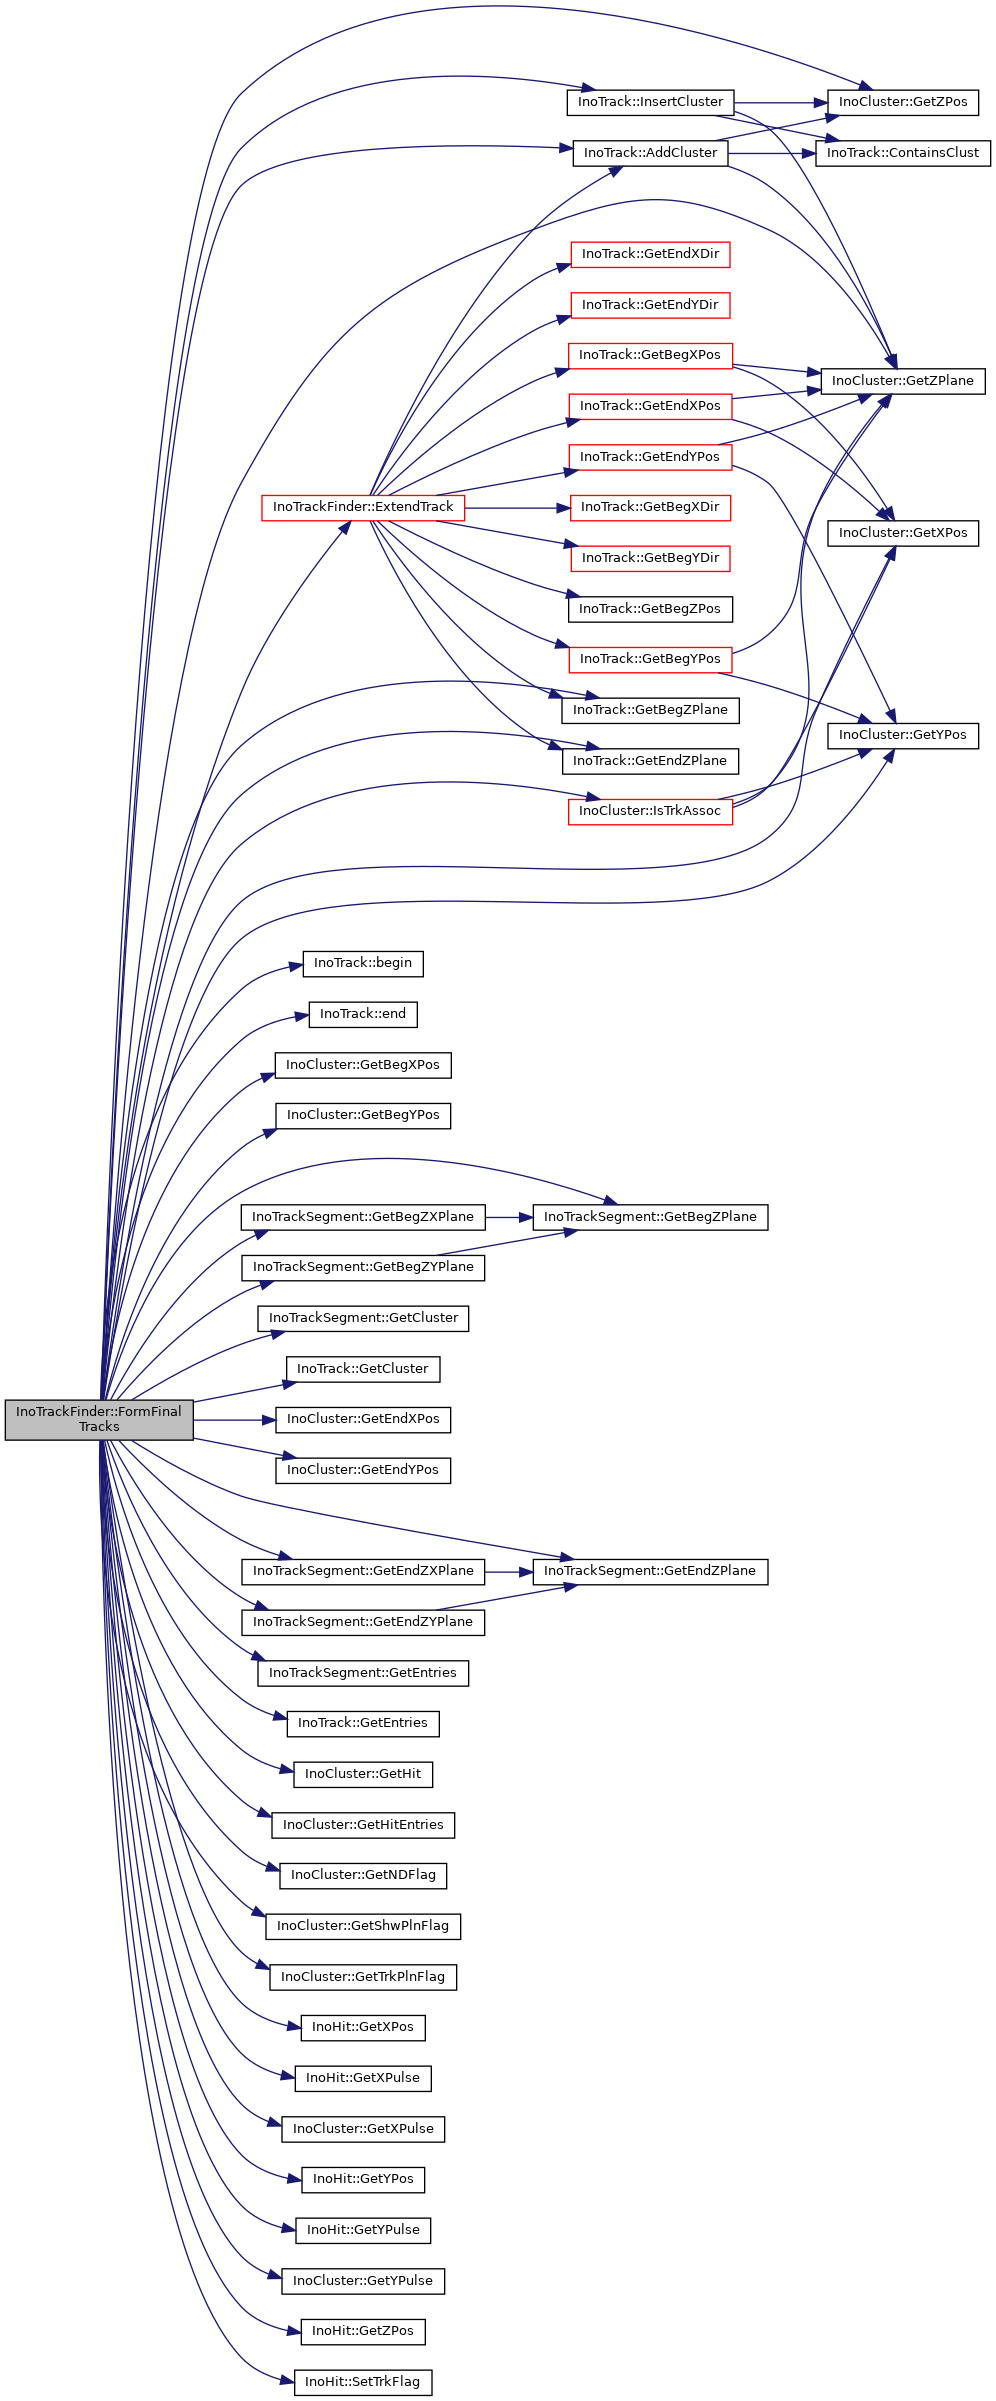 InoCluster::GetZPos
InoTrack::InsertCluster
InoTrack::AddCluster
InoTrack::ContainsClust
InoTrack::GetEndXDir
InoTrack::GetEndYDir
InoTrack::GetBegXPos
InoCluster::GetZPlane
InoTrack::GetEndXPos
InoTrack::GetEndYPos
InoTrackFinder::ExtendTrack
InoTrack::GetBegXDir
InoCluster::GetXPos
InoTrack::GetBegYDir
InoTrack::GetBegZPos
InoTrack::GetBegYPos
InoTrack::GetBegZPlane
InoCluster::GetYPos
InoTrack::GetEndZPlane
InoCluster::IsTrkAssoc
InoTrack::begin
InoTrack::end
InoCluster::GetBegXPos
InoCluster::GetBegYPos
InoTrackSegment::GetBegZXPlane
InoTrackSegment::GetBegZPlane
InoTrackSegment::GetBegZYPlane
InoTrackSegment::GetCluster
InoTrack::GetCluster
InoTrackFinder::FormFinal
Tracks
InoCluster::GetEndXPos
InoCluster::GetEndYPos
InoTrackSegment::GetEndZXPlane
InoTrackSegment::GetEndZPlane
InoTrackSegment::GetEndZYPlane
InoTrackSegment::GetEntries
InoTrack::GetEntries
InoCluster::GetHit
InoCluster::GetHitEntries
InoCluster::GetNDFlag
InoCluster::GetShwPlnFlag
InoCluster::GetTrkPlnFlag
InoHit::GetXPos
InoHit::GetXPulse
InoCluster::GetXPulse
InoHit::GetYPos
InoHit::GetYPulse
InoCluster::GetYPulse
InoHit::GetZPos
InoHit::SetTrkFlag